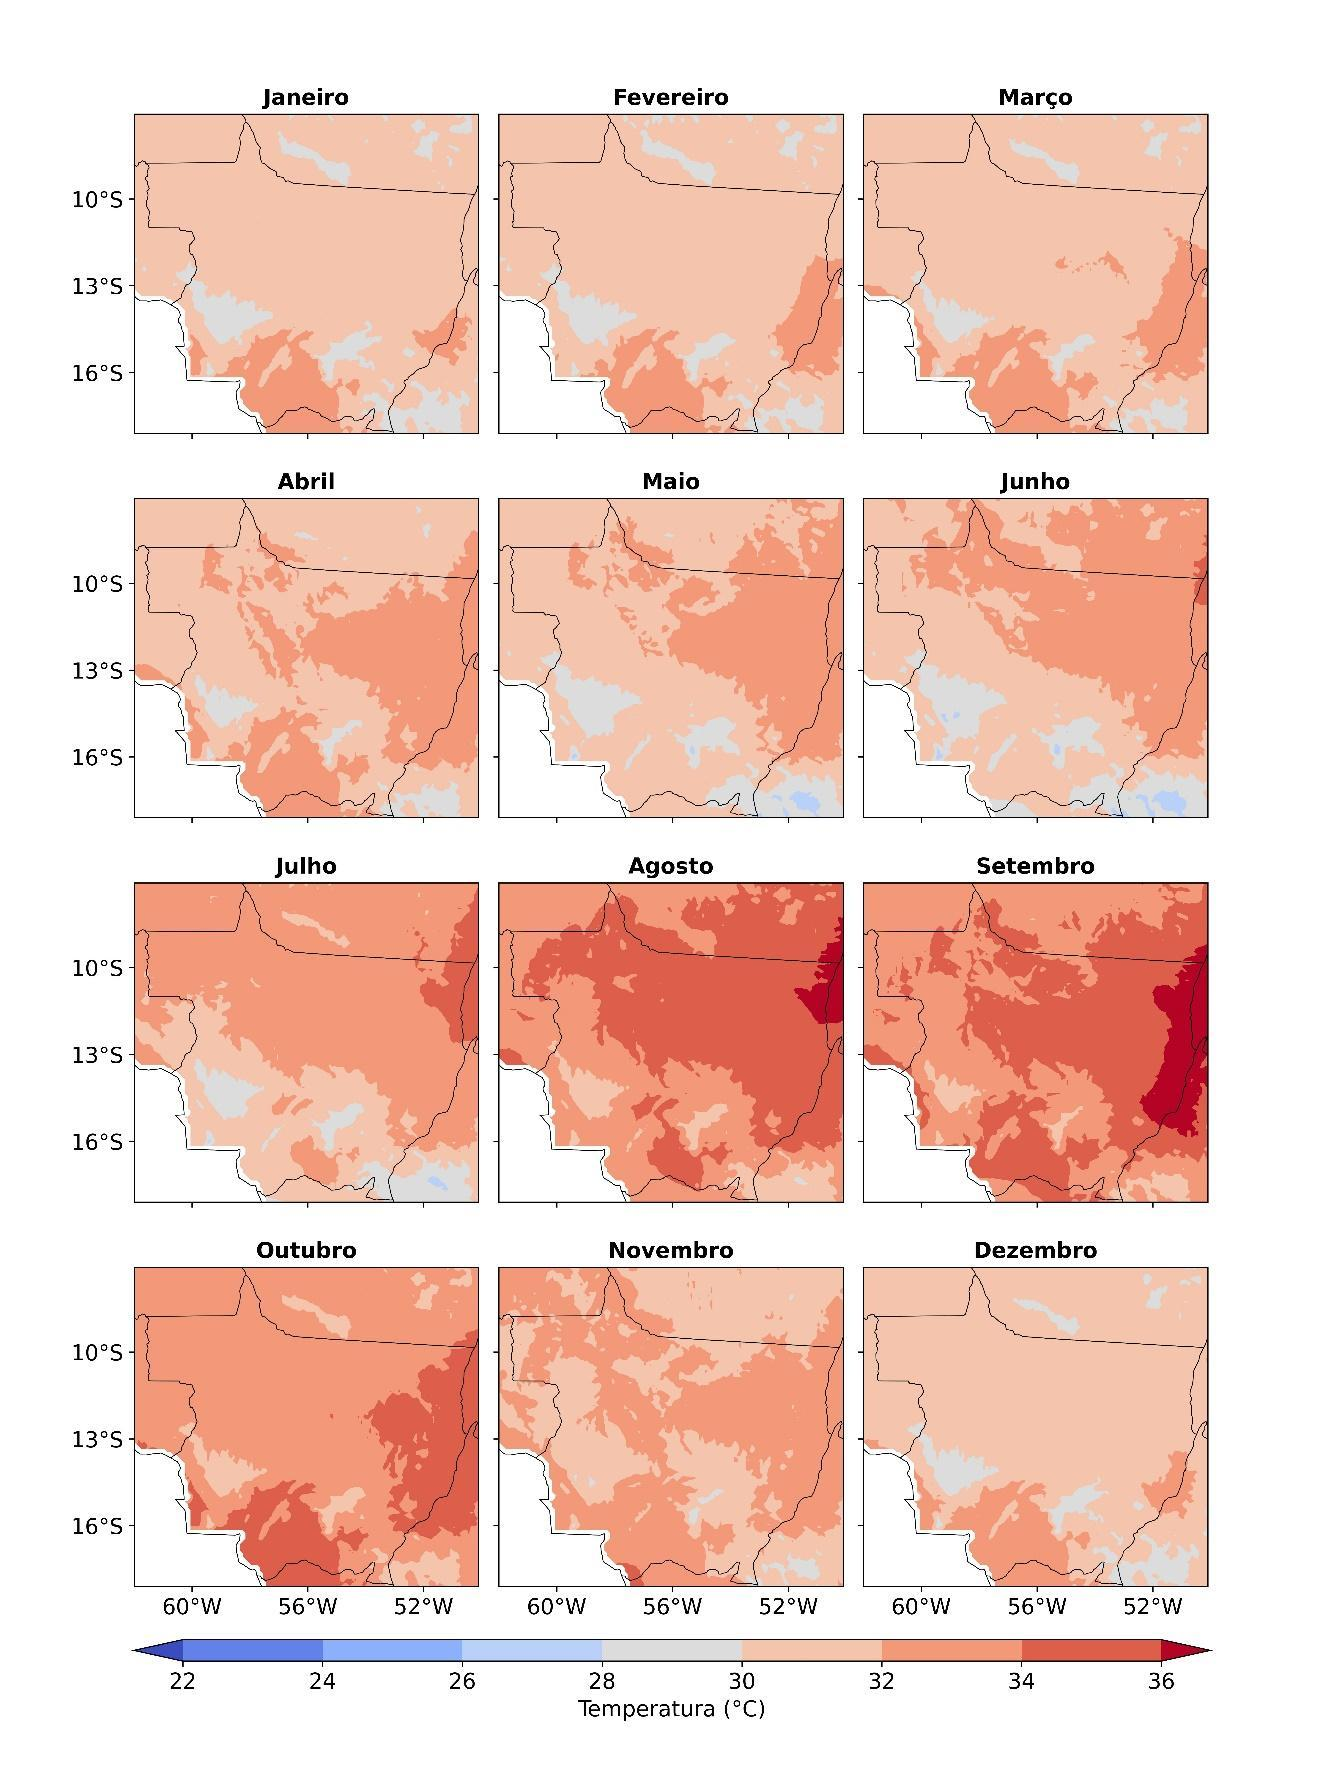 Janeiro Fevereiro Março
10°S
13°S
16°S
Abril Maio Junho
10°S
13°S
16°S
Julho Agosto Setembro
10°S
13°S
16°S
Outubro Novembro Dezembro
10°S
13°S
16°S
60°W 56°W 52°W 60°W 56°W 52°W 60°W 56°W 52°W
22 24 26 28 30 32 34 36
Temperatura (°C)